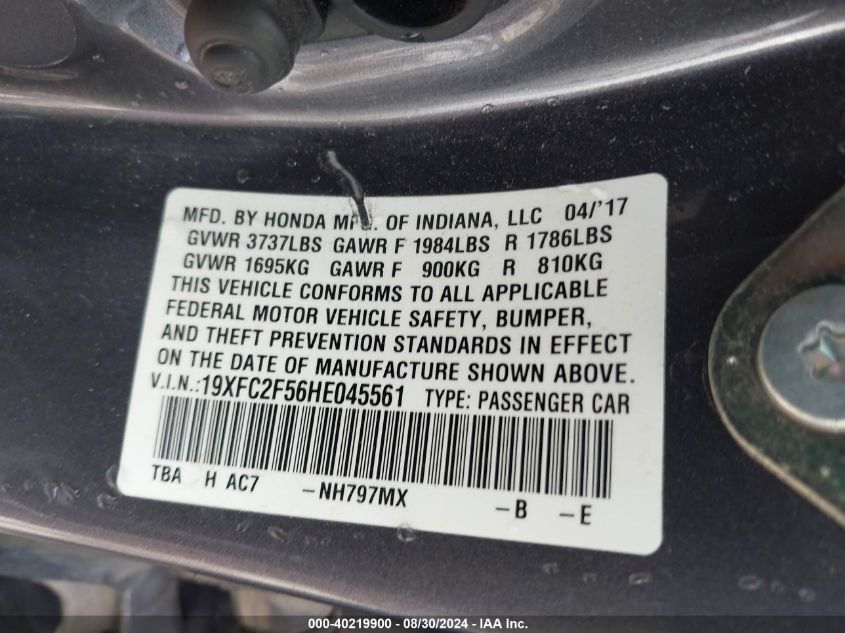 MFD. BY HONDA MFG. OF INDIANA, LLC 04/'17
GVWR 3737LBS GAWR F 1984LBS R 1786LBS
GVWR 1695KG GAWR F 900KG R 810KG
THIS VEHICLE CONFORMS TO ALL APPLICABLE
FEDERAL MOTOR VEHICLE SAFETY, BUMPER,
AND THEFT PREVENTION STANDARDS IN EFFECT
ON THE DATE OF MANUFACTURE SHOWN ABOVE.
V.I.N.:19XFC2F56HE045561 TYPE: PASSENGER CAR
TBA H AC7 -NH797MX -B -E
000-40219900 - 08/30/2024 - IAA Inc.